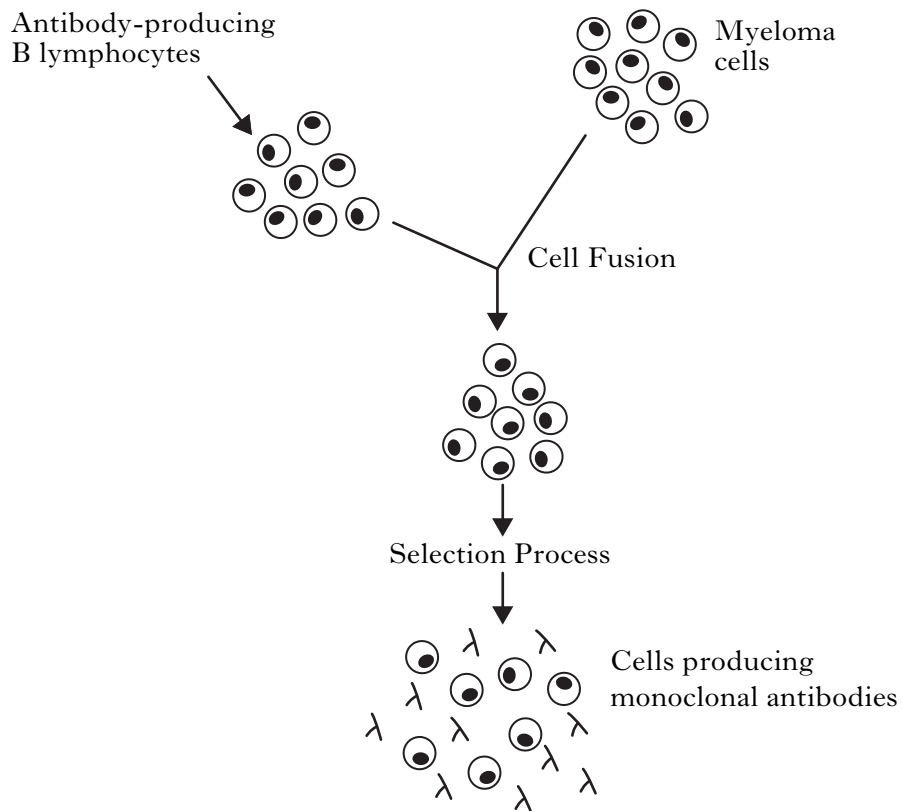 Antibody-producing
B lymphocytes
Myeloma
cells
Cell Fusion
Selection Process
Cells producing
monoclonal antibodies